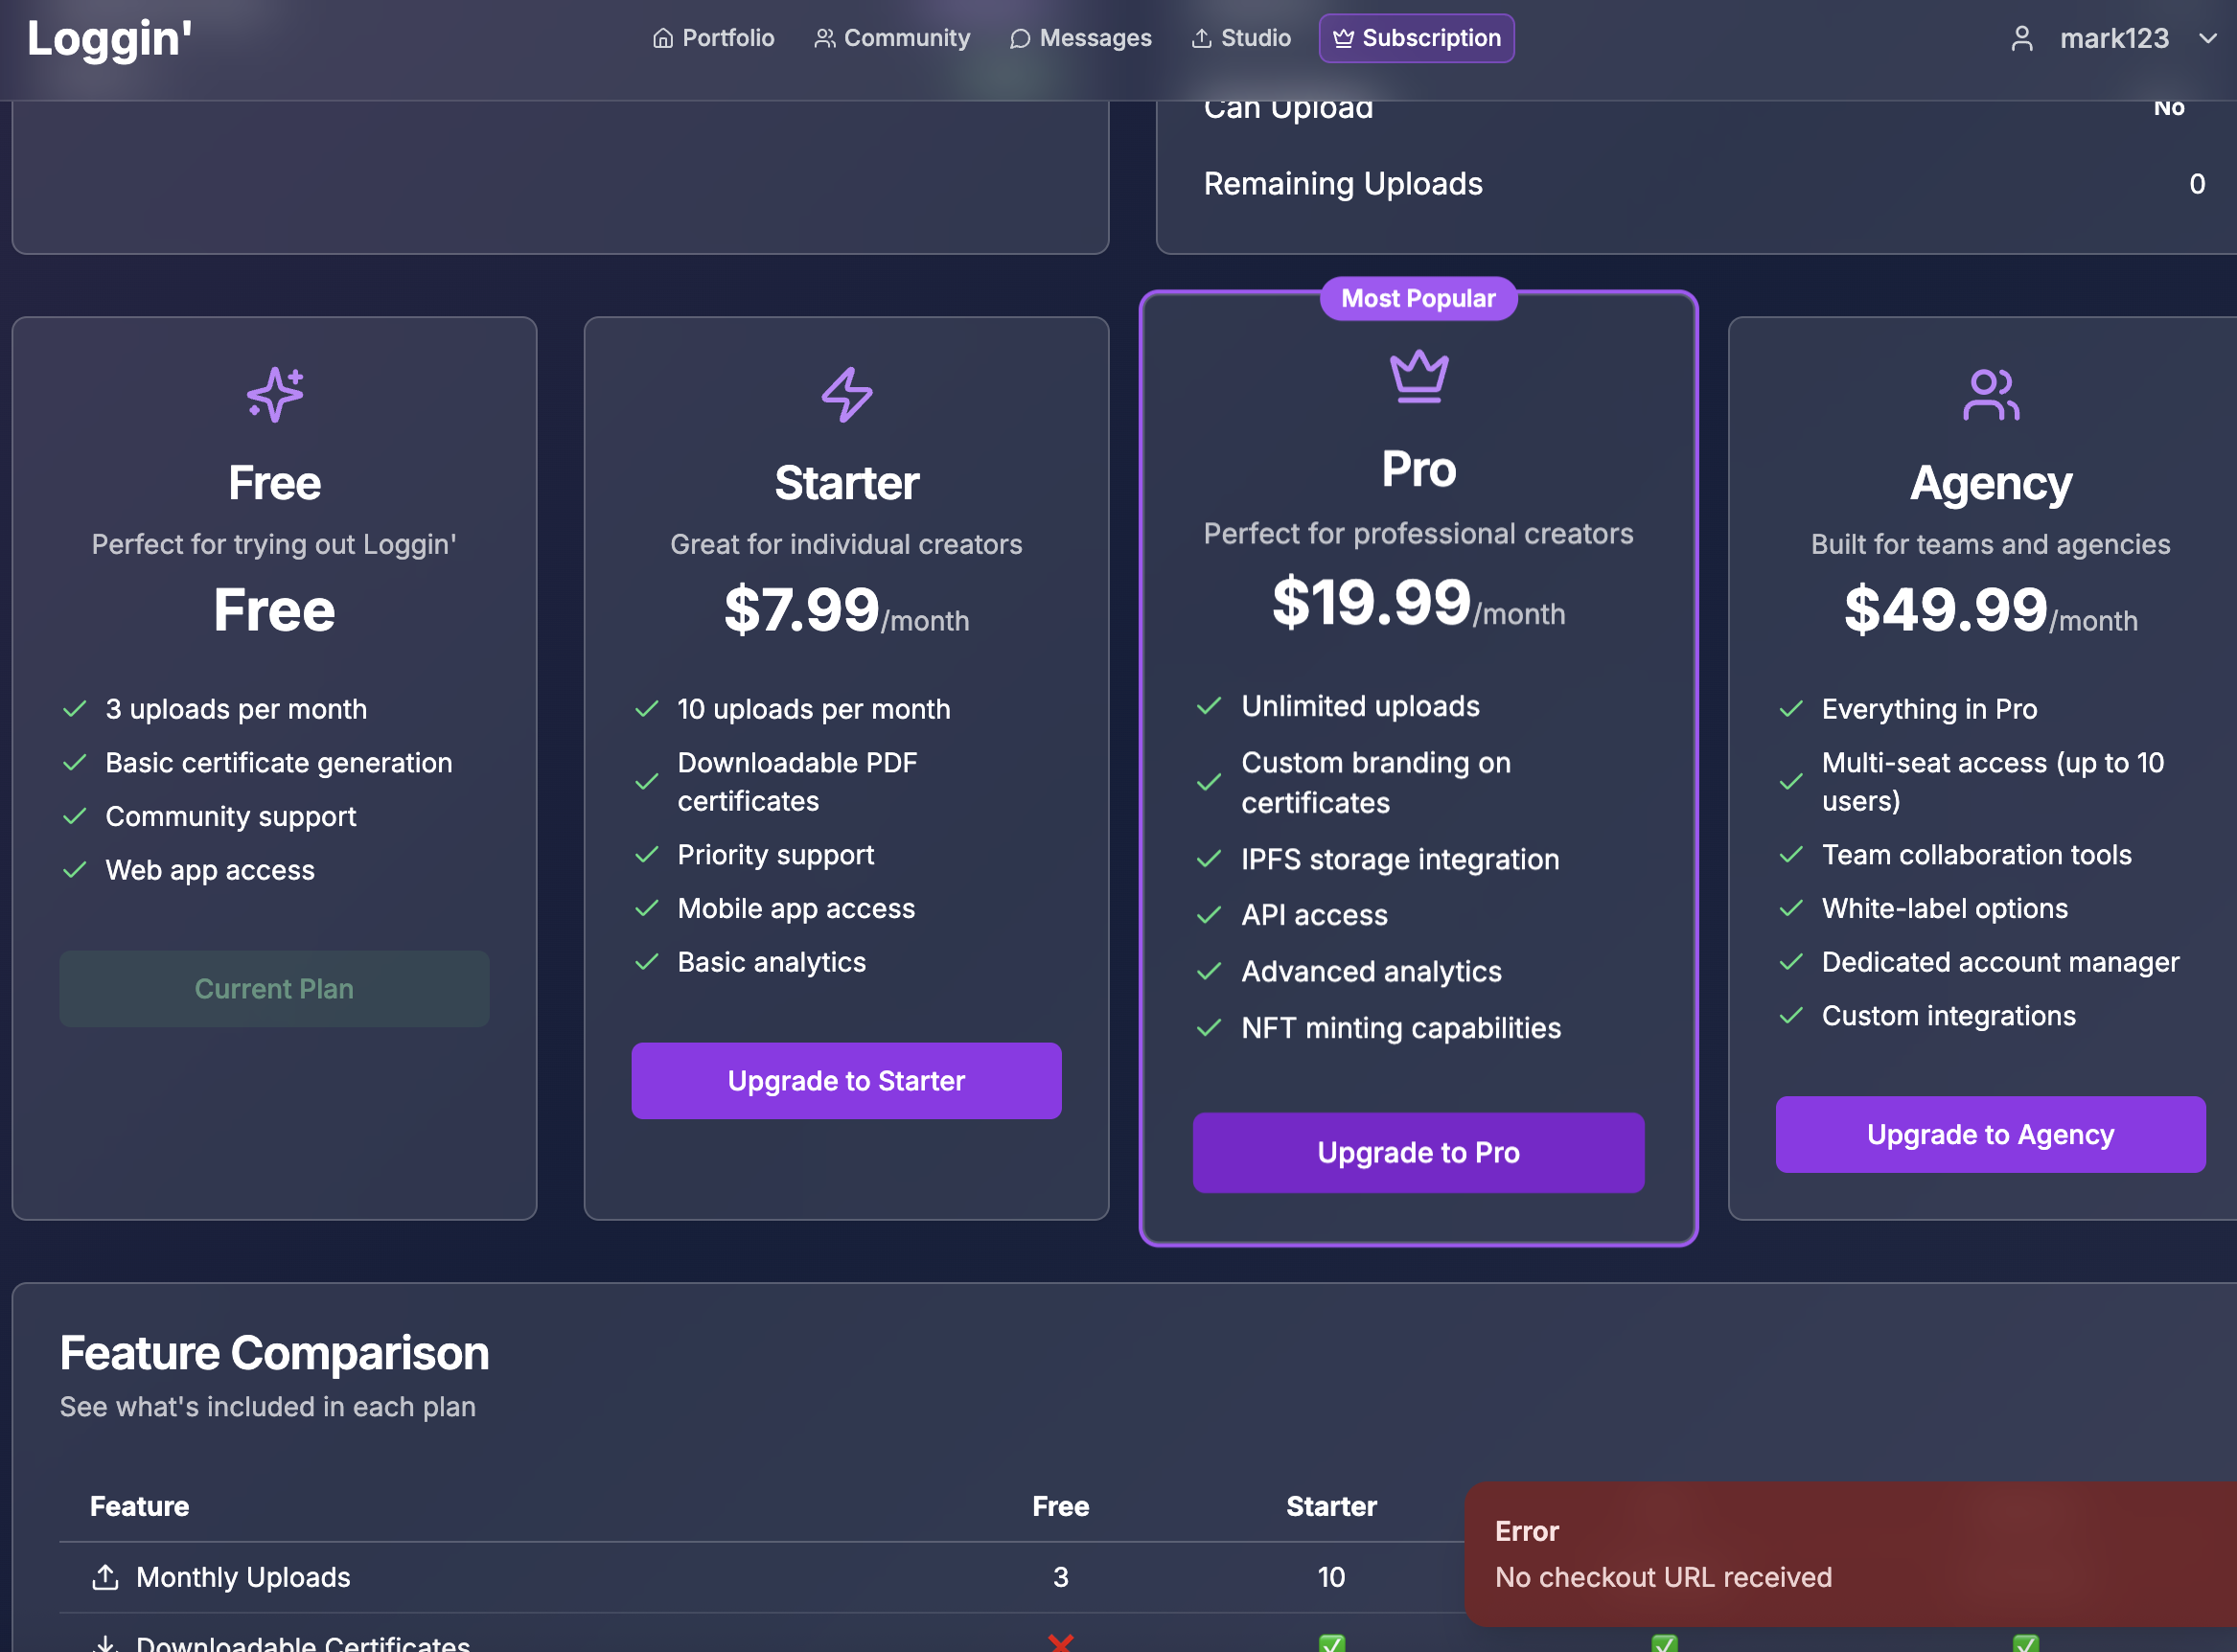 Loggin'
Portfolio
Community
Messages
Studio
Subscription
mark123
Can Upload
No
Remaining Uploads
0
Free
Perfect for trying out Loggin'
Free
3 uploads per month
Basic certificate generation
Community support
Web app access
Current Plan
Starter
Great for individual creators
$7.99/month
10 uploads per month
Downloadable PDF
certificates
Priority support
Mobile app access
Basic analytics
Upgrade to Starter
Most Popular
Pro
Perfect for professional creators
$19.99/month
Unlimited uploads
Custom branding on
certificates
IPFS storage integration
API access
Advanced analytics
NFT minting capabilities
Upgrade to Pro
Agency
Built for teams and agencies
$49.99/month
Everything in Pro
Multi-seat access (up to 10
users)
Team collaboration tools
White-label options
Dedicated account manager
Custom integrations
Upgrade to Agency
Feature Comparison
See what's included in each plan
Feature
Free
Starter
Monthly Uploads
3
10
Downloadable Certificates
Error
No checkout URL received